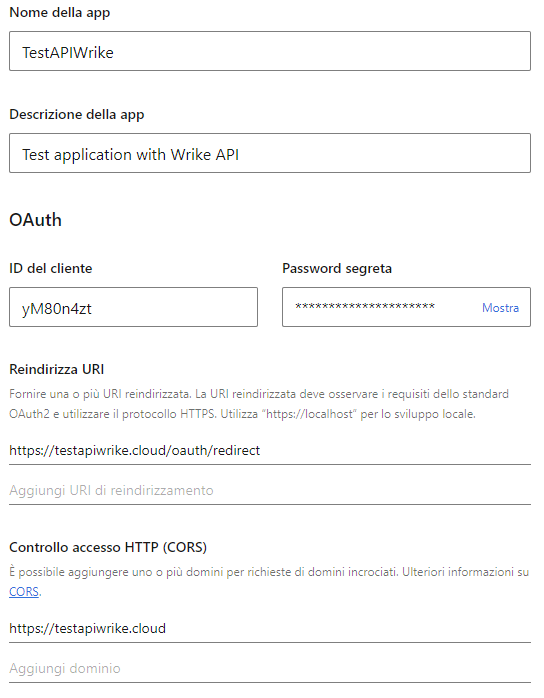 Nome della app
TestAPIWrike
Descrizione della app
Test application with Wrike API
OAuth
ID del cliente
Password segreta
yM80n4zt
********************* Mostra
Reindirizza URI
Fornire una o più URI reindirizzata. La URI reindirizzata deve osservare i requisiti dello standard
OAuth2 e utilizzare il protocollo HTTPS. Utilizza “https://localhost” per lo sviluppo locale.
https://testapiwrike.cloud/oauth/redirect
Aggiungi URI di reindirizzamento
Controllo accesso HTTP (CORS)
È possibile aggiungere uno o più domini per richieste di domini incrociati. Ulteriori informazioni su
CORS.
https://testapiwrike.cloud
Aggiungi dominio